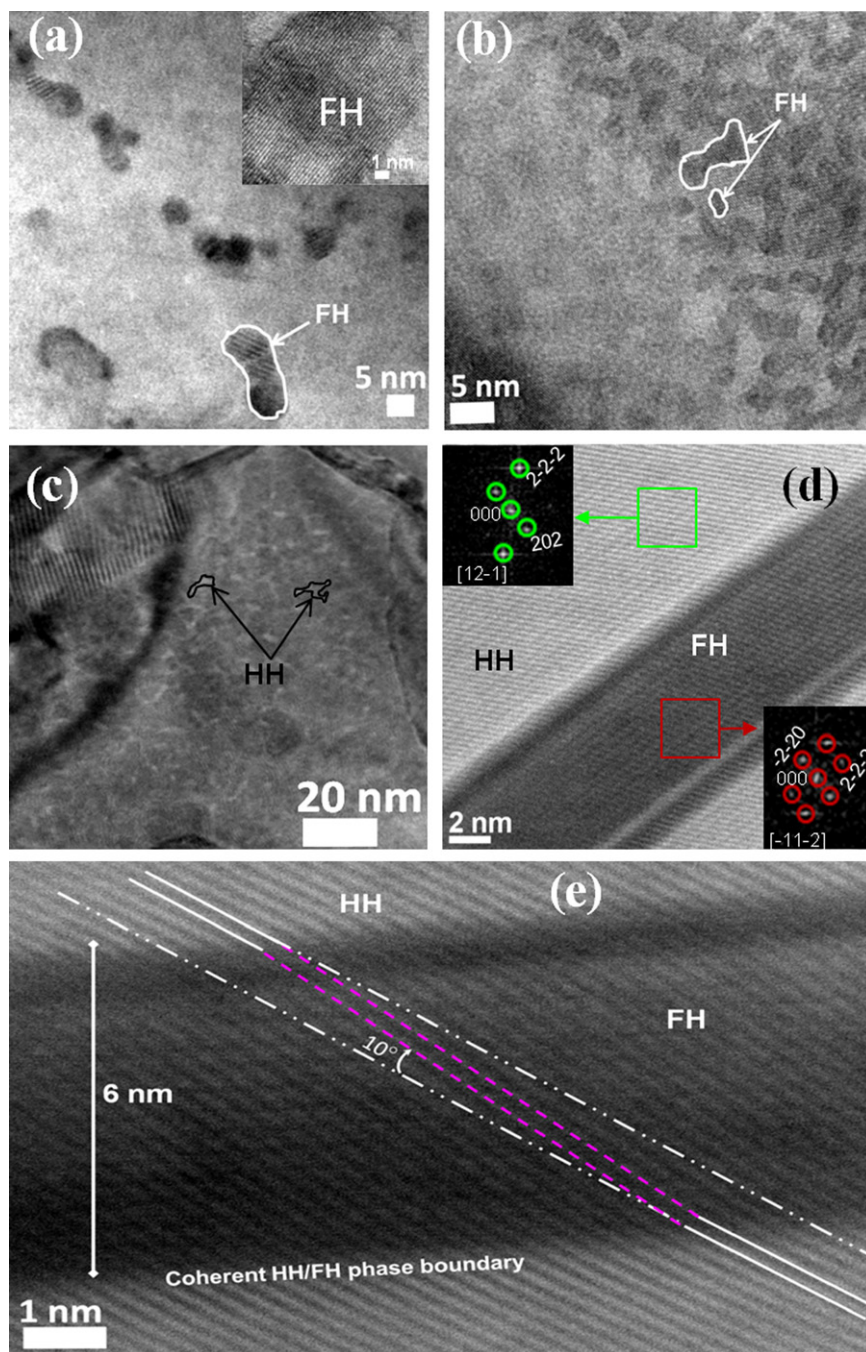 (a)
FH
1 nm
FH
5 nm
(b)
FH
5 nm
(c)
HH
20 nm
(d)
2-2-2
000
202
[12-1]
HH
FH
-2-20
000
[-11-2]
2 nm
(e)
HH
FH
10°
6 nm
Coherent HH/FH phase boundary
1 nm